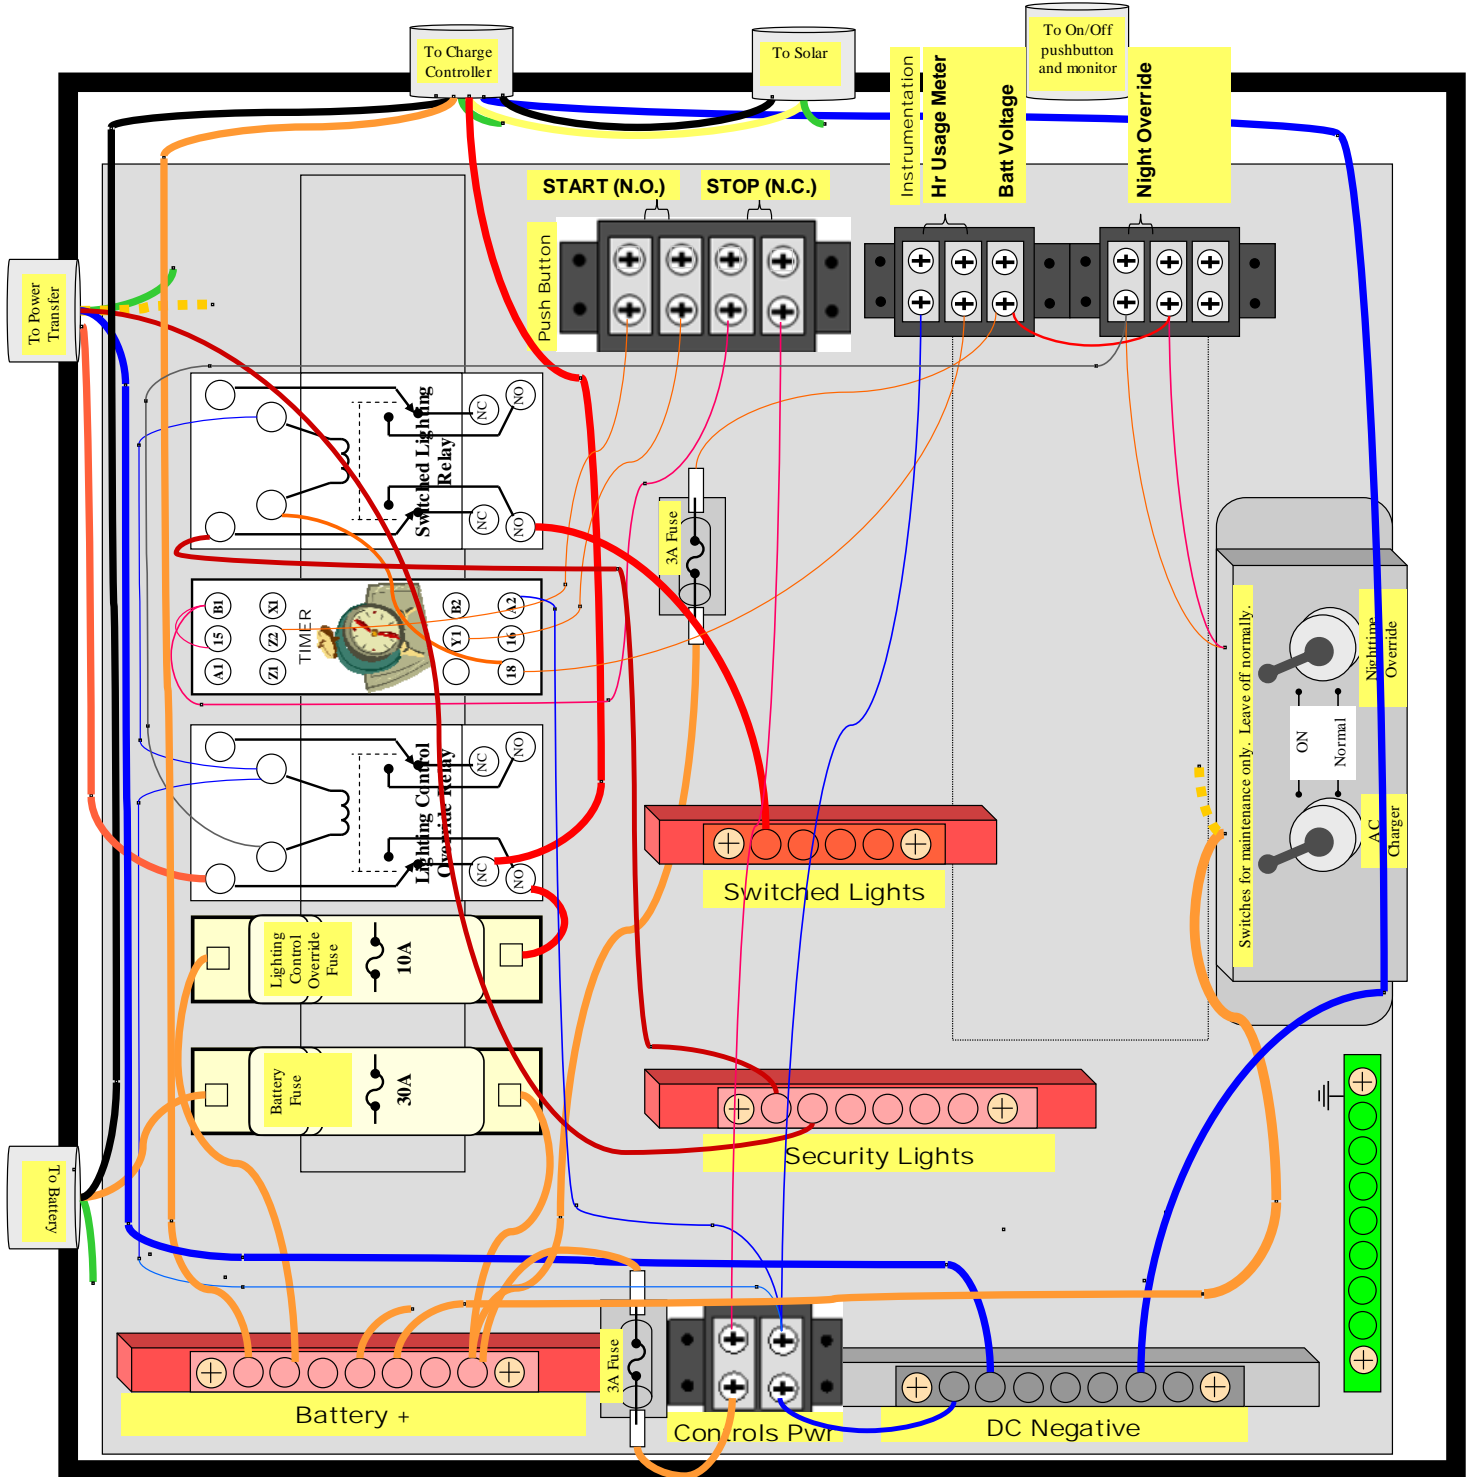 To Charge
Controller
To Solar
To On/Off
pushbutton
and monitor
Instrumentation
Hr Usage Meter
Batt Voltage
Night Override
START (N.O.)
STOP (N.C.)
Push Button
To Power
Transfer
NC
NO
Switched Lighting
Relay
NC
NO
3A Fuse
B1
X1
B2
A2
15
Z2
TIMER
Y1
16
A1
Z1
18
NC
NO
Lighting Control
Override Relay
NC
NO
Switches for maintenance only. Leave off normally.
Nighttime
Override
ON
Normal
AC
Charger
Switched Lights
Lighting
Control
Override
Fuse
10A
Battery
Fuse
30A
Security Lights
To Battery
3A Fuse
Battery +
Controls Pwr
DC Negative